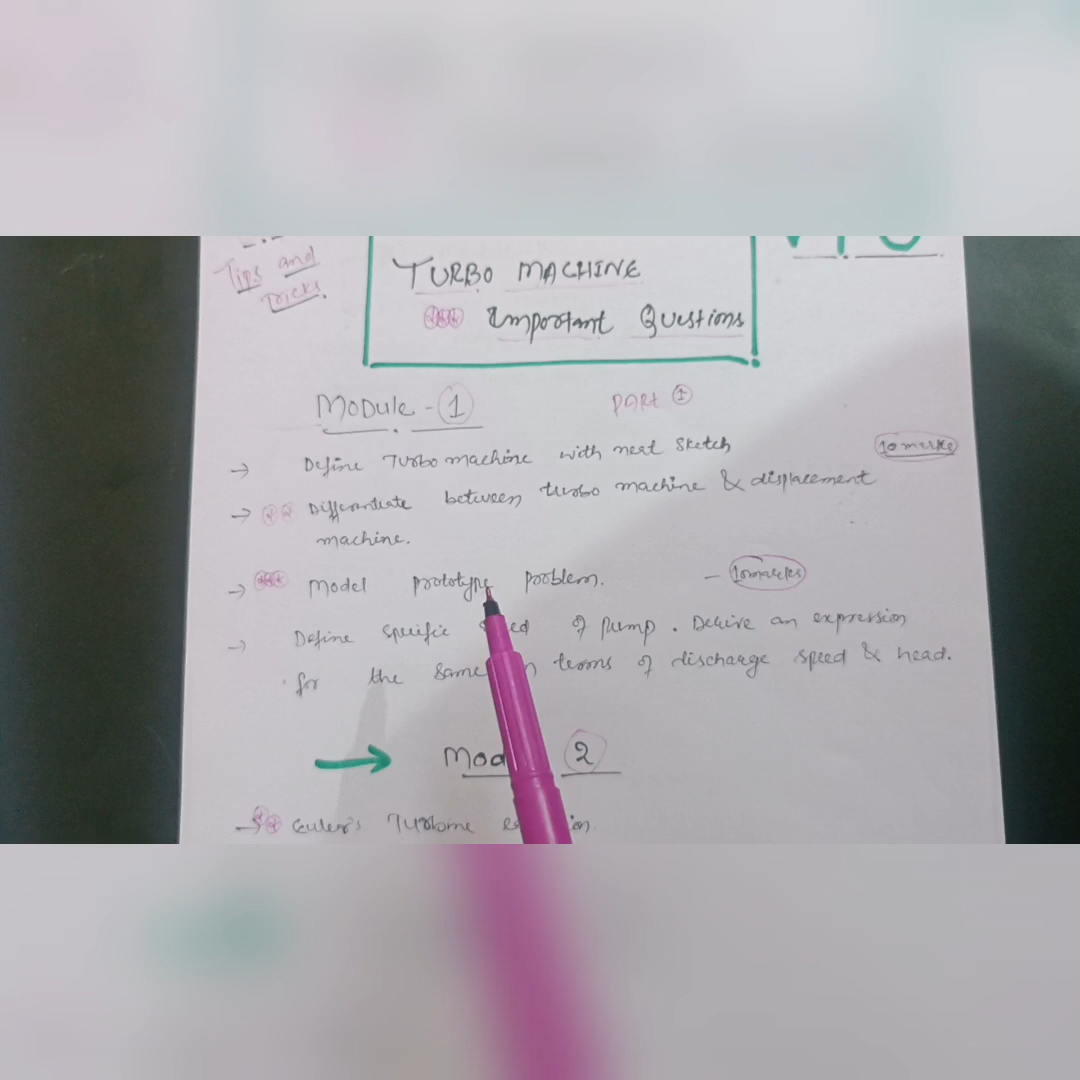 Tips and
Tricks.
TURBO MACHINE
Important Questions
Module - 1
PART 1
→ Define Turbo machine with neat sketch
10 marks
→ Differentiate between turbo machine & displacement
machine.
→ Model prototype problem. - 10 marks
→ Define specific of pump. Derive an expression
for the same terms of discharge speed & head.
→ 2
→ Euler's Turbine